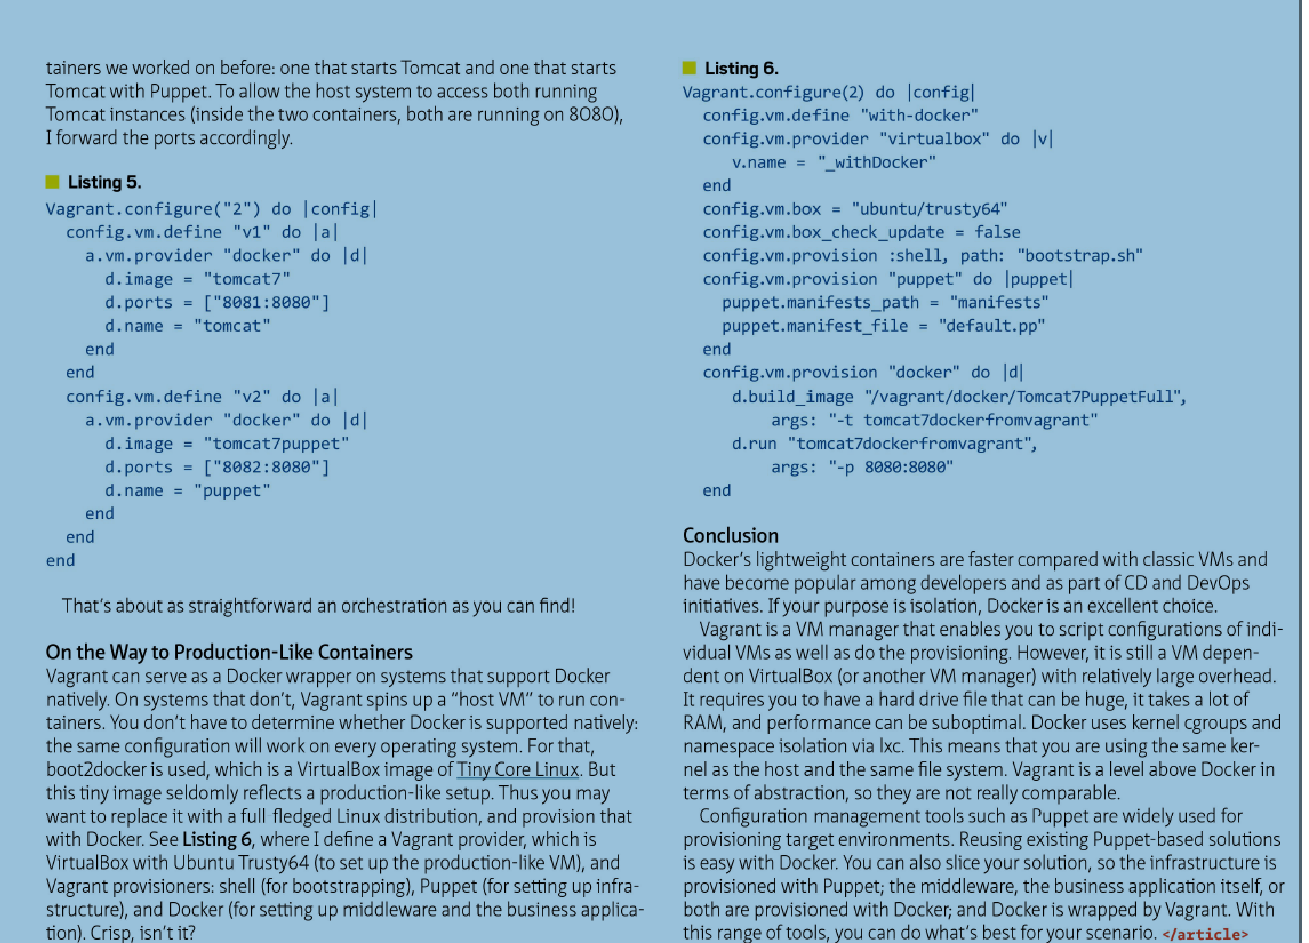 tainers we worked on before: one that starts Tomcat and one that starts
Tomcat with Puppet. To allow the host system to access both running
Tomcat instances (inside the two containers, both are running on 8080),
I forward the ports accordingly.
Listing 5.
Vagrant.configure("2") do |config|
  config.vm.define "v1" do |a|
    a.vm.provider "docker" do |d|
      d.image = "tomcat7"
      d.ports = ["8081:8080"]
      d.name = "tomcat"
    end
  end
  config.vm.define "v2" do |a|
    a.vm.provider "docker" do |d|
      d.image = "tomcat7puppet"
      d.ports = ["8082:8080"]
      d.name = "puppet"
    end
  end
end
That's about as straightforward an orchestration as you can find!
On the Way to Production-Like Containers
Vagrant can serve as a Docker wrapper on systems that support Docker
natively. On systems that don't, Vagrant spins up a "host VM" to run con-
tainers. You don't have to determine whether Docker is supported natively:
the same configuration will work on every operating system. For that,
boot2docker is used, which is a VirtualBox image of Tiny Core Linux. But
this tiny image seldomly reflects a production-like setup. Thus you may
want to replace it with a full-fledged Linux distribution, and provision that
with Docker. See Listing 6, where I define a Vagrant provider, which is
VirtualBox with Ubuntu Trusty64 (to set up the production-like VM), and
Vagrant provisioners: shell (for bootstrapping), Puppet (for setting up infra-
structure), and Docker (for setting up middleware and the business applica-
tion). Crisp, isn't it?
Listing 6.
Vagrant.configure(2) do |config|
  config.vm.define "with-docker"
  config.vm.provider "virtualbox" do |v|
     v.name = "_withDocker"
  end
  config.vm.box = "ubuntu/trusty64"
  config.vm.box_check_update = false
  config.vm.provision :shell, path: "bootstrap.sh"
  config.vm.provision "puppet" do |puppet|
    puppet.manifests_path = "manifests"
    puppet.manifest_file = "default.pp"
  end
  config.vm.provision "docker" do |d|
     d.build_image "/vagrant/docker/Tomcat7PuppetFull",
         args: "-t tomcat7dockerfromvagrant"
     d.run "tomcat7dockerfromvagrant",
         args: "-p 8080:8080"
  end
Conclusion
Docker's lightweight containers are faster compared with classic VMs and
have become popular among developers and as part of CD and DevOps
initiatives. If your purpose is isolation, Docker is an excellent choice.
Vagrant is a VM manager that enables you to script configurations of indi-
vidual VMs as well as do the provisioning. However, it is still a VM depen-
dent on VirtualBox (or another VM manager) with relatively large overhead.
It requires you to have a hard drive file that can be huge, it takes a lot of
RAM, and performance can be suboptimal. Docker uses kernel cgroups and
namespace isolation via lxc. This means that you are using the same ker-
nel as the host and the same file system. Vagrant is a level above Docker in
terms of abstraction, so they are not really comparable.
Configuration management tools such as Puppet are widely used for
provisioning target environments. Reusing existing Puppet-based solutions
is easy with Docker. You can also slice your solution, so the infrastructure is
provisioned with Puppet; the middleware, the business application itself, or
both are provisioned with Docker; and Docker is wrapped by Vagrant. With
this range of tools, you can do what's best for your scenario. </article>